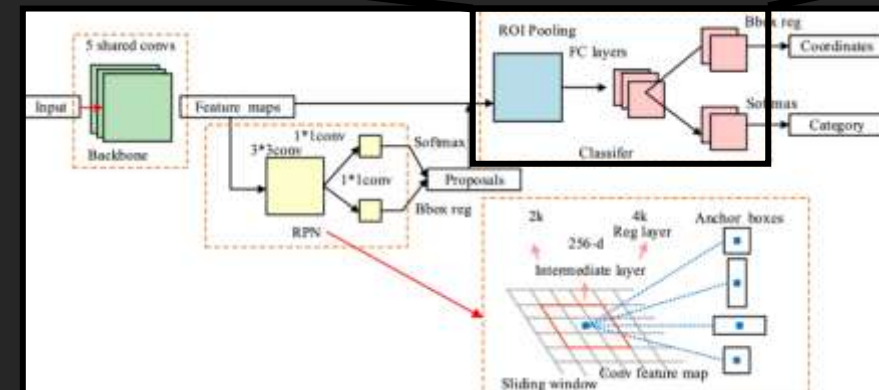 5 shared convs
Input
Backbone
Feature maps
ROI Pooling
FC layers
Bbox reg
Coordinates
Softmax
Category
Classifer
1*1conv
3*3conv
1*1conv
Softmax
Proposals
Bbox reg
RPN
2k
4k
Reg layer
256-d
Anchor boxes
Intermediate layer
Conv feature map
Sliding window